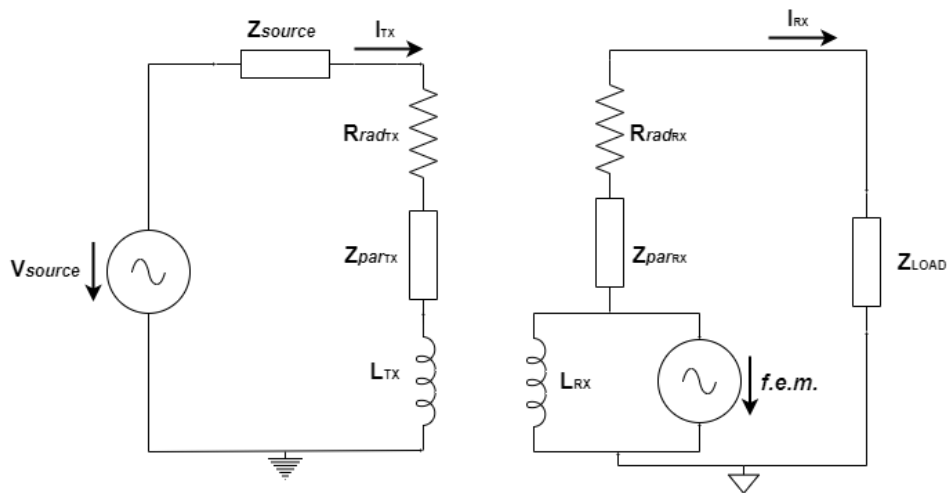 Zsource
ITX
RradTX
ZparTX
Vsource
LTX
IRX
RradRX
ZparRX
ZLOAD
LRX
f.e.m.